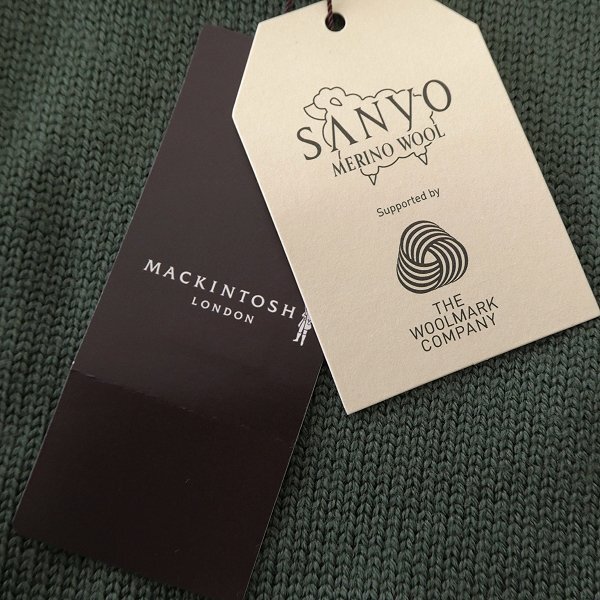 SANYO
MERINO WOOL
Supported by
THE
WOOLMARK
COMPANY
MACKINTOSH
LONDON